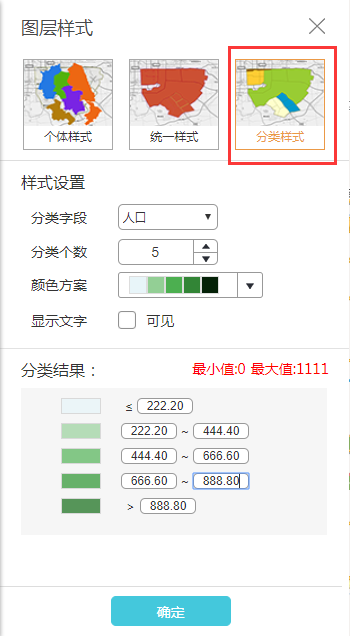 图层样式
个体样式 统一样式 分类样式
样式设置
分类字段 人口
分类个数 5
颜色方案
显示文字 可见
分类结果： 最小值:0 最大值:1111
≤ 222.20
222.20 ~ 444.40
444.40 ~ 666.60
666.60 ~ 888.80
> 888.80
确定